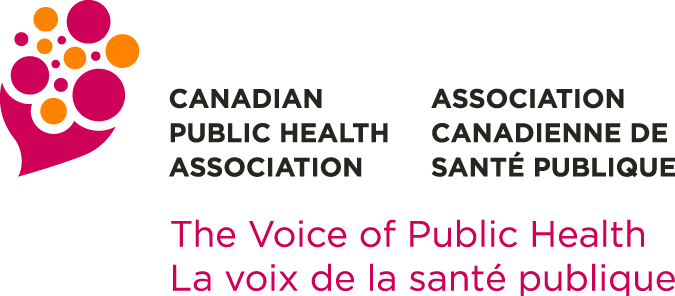 CANADIAN
PUBLIC HEALTH
ASSOCIATION
ASSOCIATION
CANADIENNE DE
SANTÉ PUBLIQUE
The Voice of Public Health
La voix de la santé publique